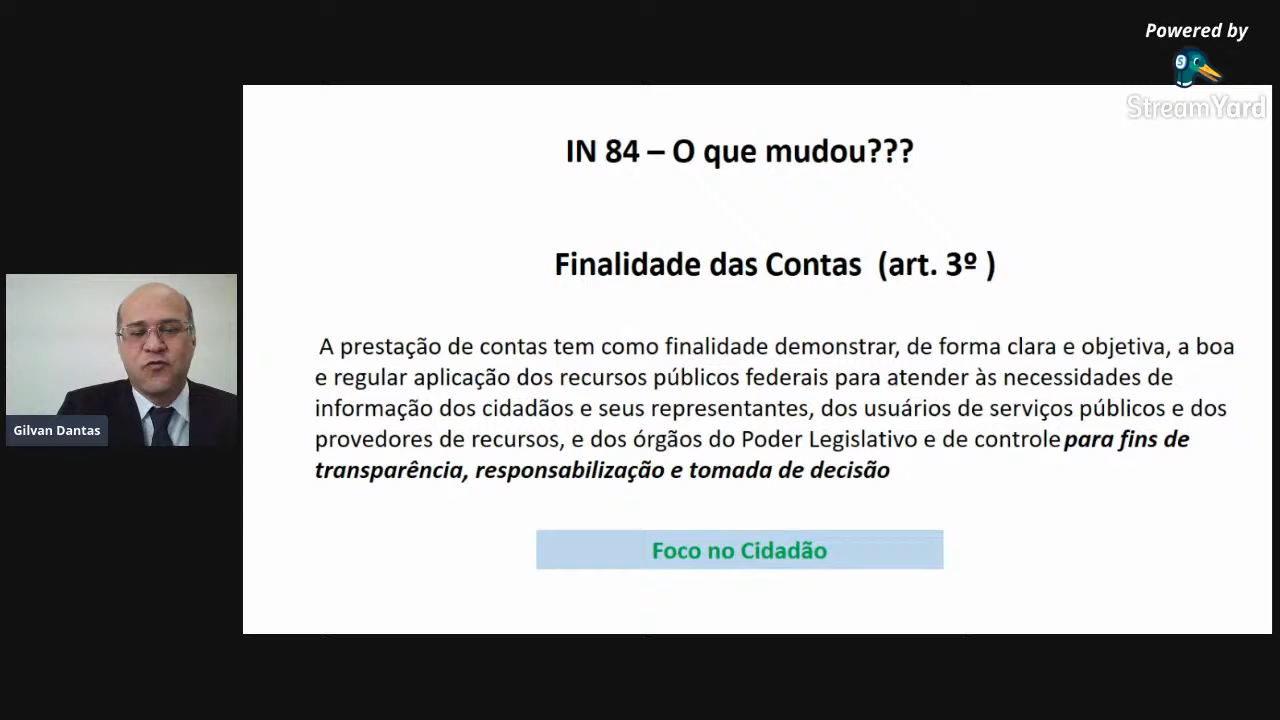 Powered by
StreamYard
IN 84 – O que mudou???
Finalidade das Contas (art. 3º )
A prestação de contas tem como finalidade demonstrar, de forma clara e objetiva, a boa
e regular aplicação dos recursos públicos federais para atender às necessidades de
informação dos cidadãos e seus representantes, dos usuários de serviços públicos e dos
provedores de recursos, e dos órgãos do Poder Legislativo e de controle para fins de
transparência, responsabilização e tomada de decisão
Foco no Cidadão
Gilvan Dantas